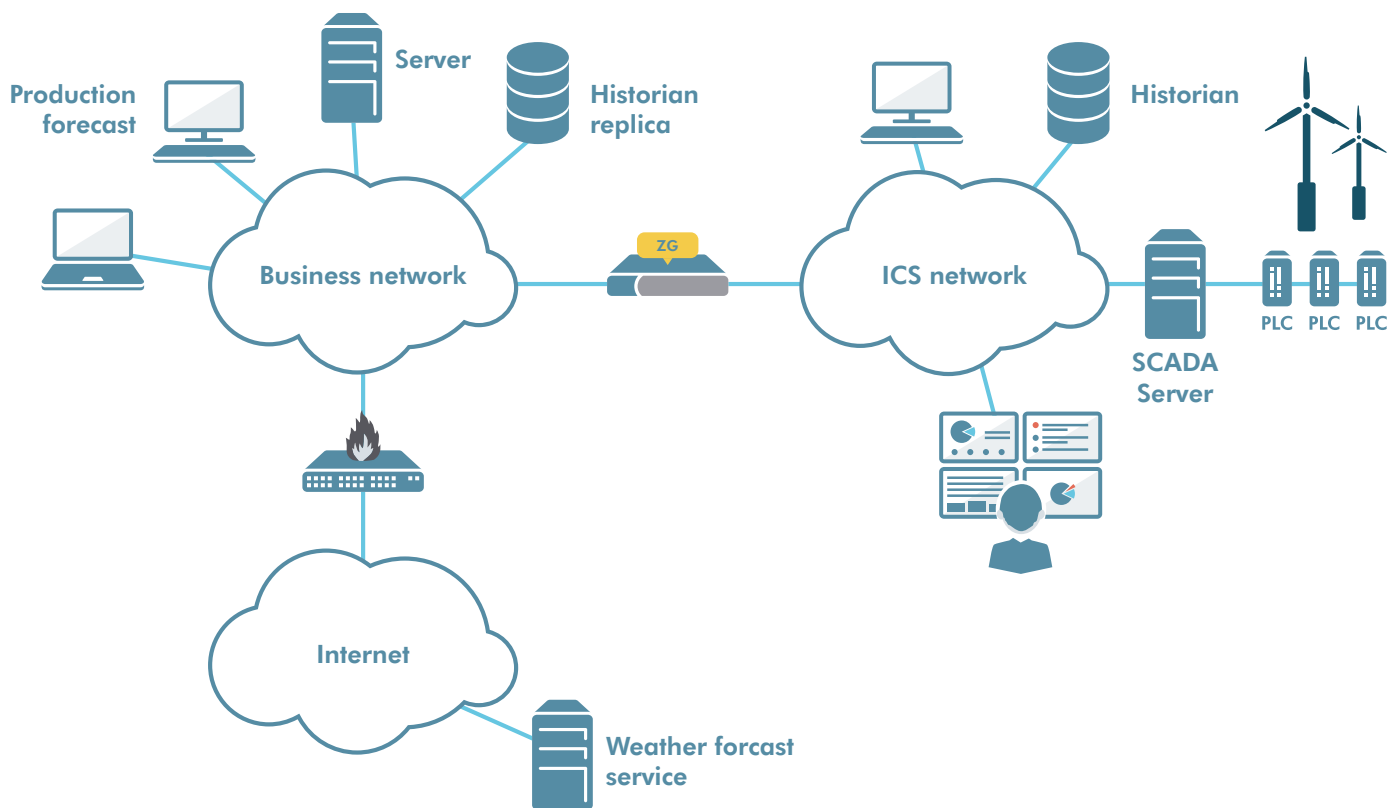 Server
Production
forecast
Historian
replica
Historian
ZG
Business network
ICS network
PLC
PLC
PLC
SCADA
Server
Internet
Weather forcast
service